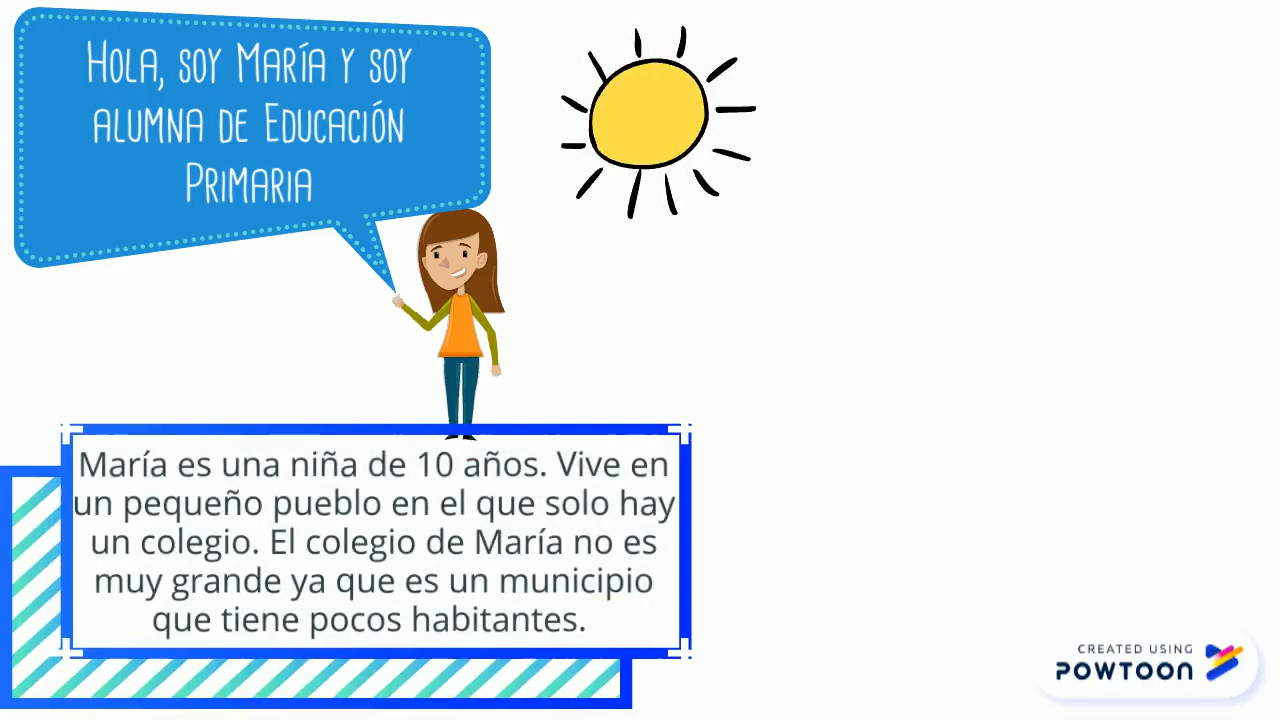 Hola, soy María y soy
alumna de Educación
Primaria
María es una niña de 10 años. Vive en
un pequeño pueblo en el que solo hay
un colegio. El colegio de María no es
muy grande ya que es un municipio
que tiene pocos habitantes.
CREATED USING
POWTOON